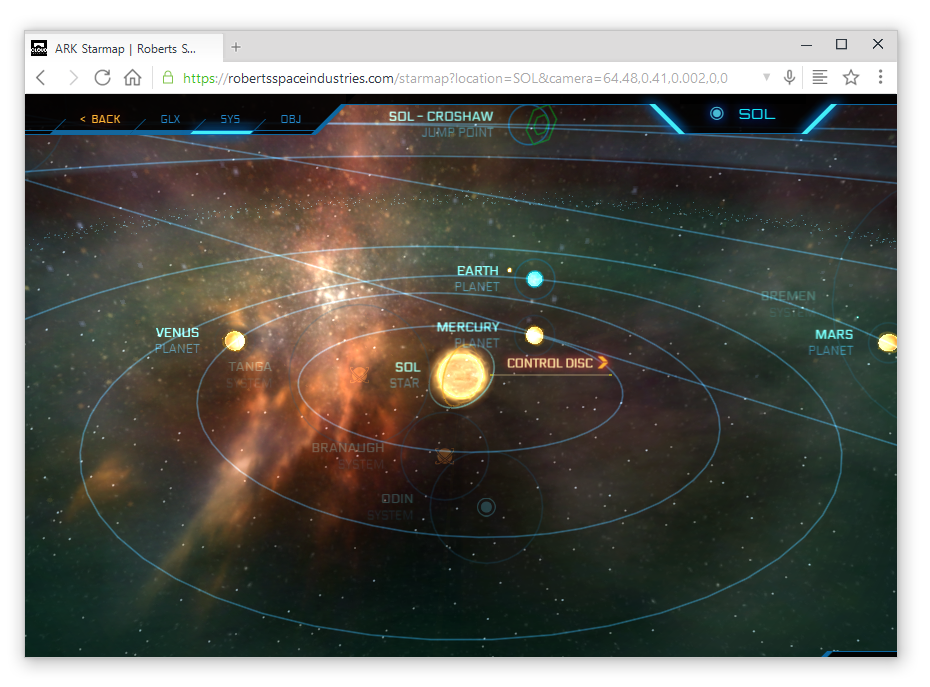 CLOUD
ARK Starmap | Roberts S...
https://robertsspaceindustries.com/starmap?location=SOL&camera=64.48,0.41,0.002,0,0
< BACK
GLX
SYS
OBJ
SOL - CROSHAW
JUMP POINT
SOL
EARTH
PLANET
BREMEN
SYSTEM
VENUS
PLANET
MERCURY
PLANET
MARS
PLANET
TANGA
SYSTEM
SOL
STAR
CONTROL DISC
BRANAUGH
SYSTEM
ODIN
SYSTEM